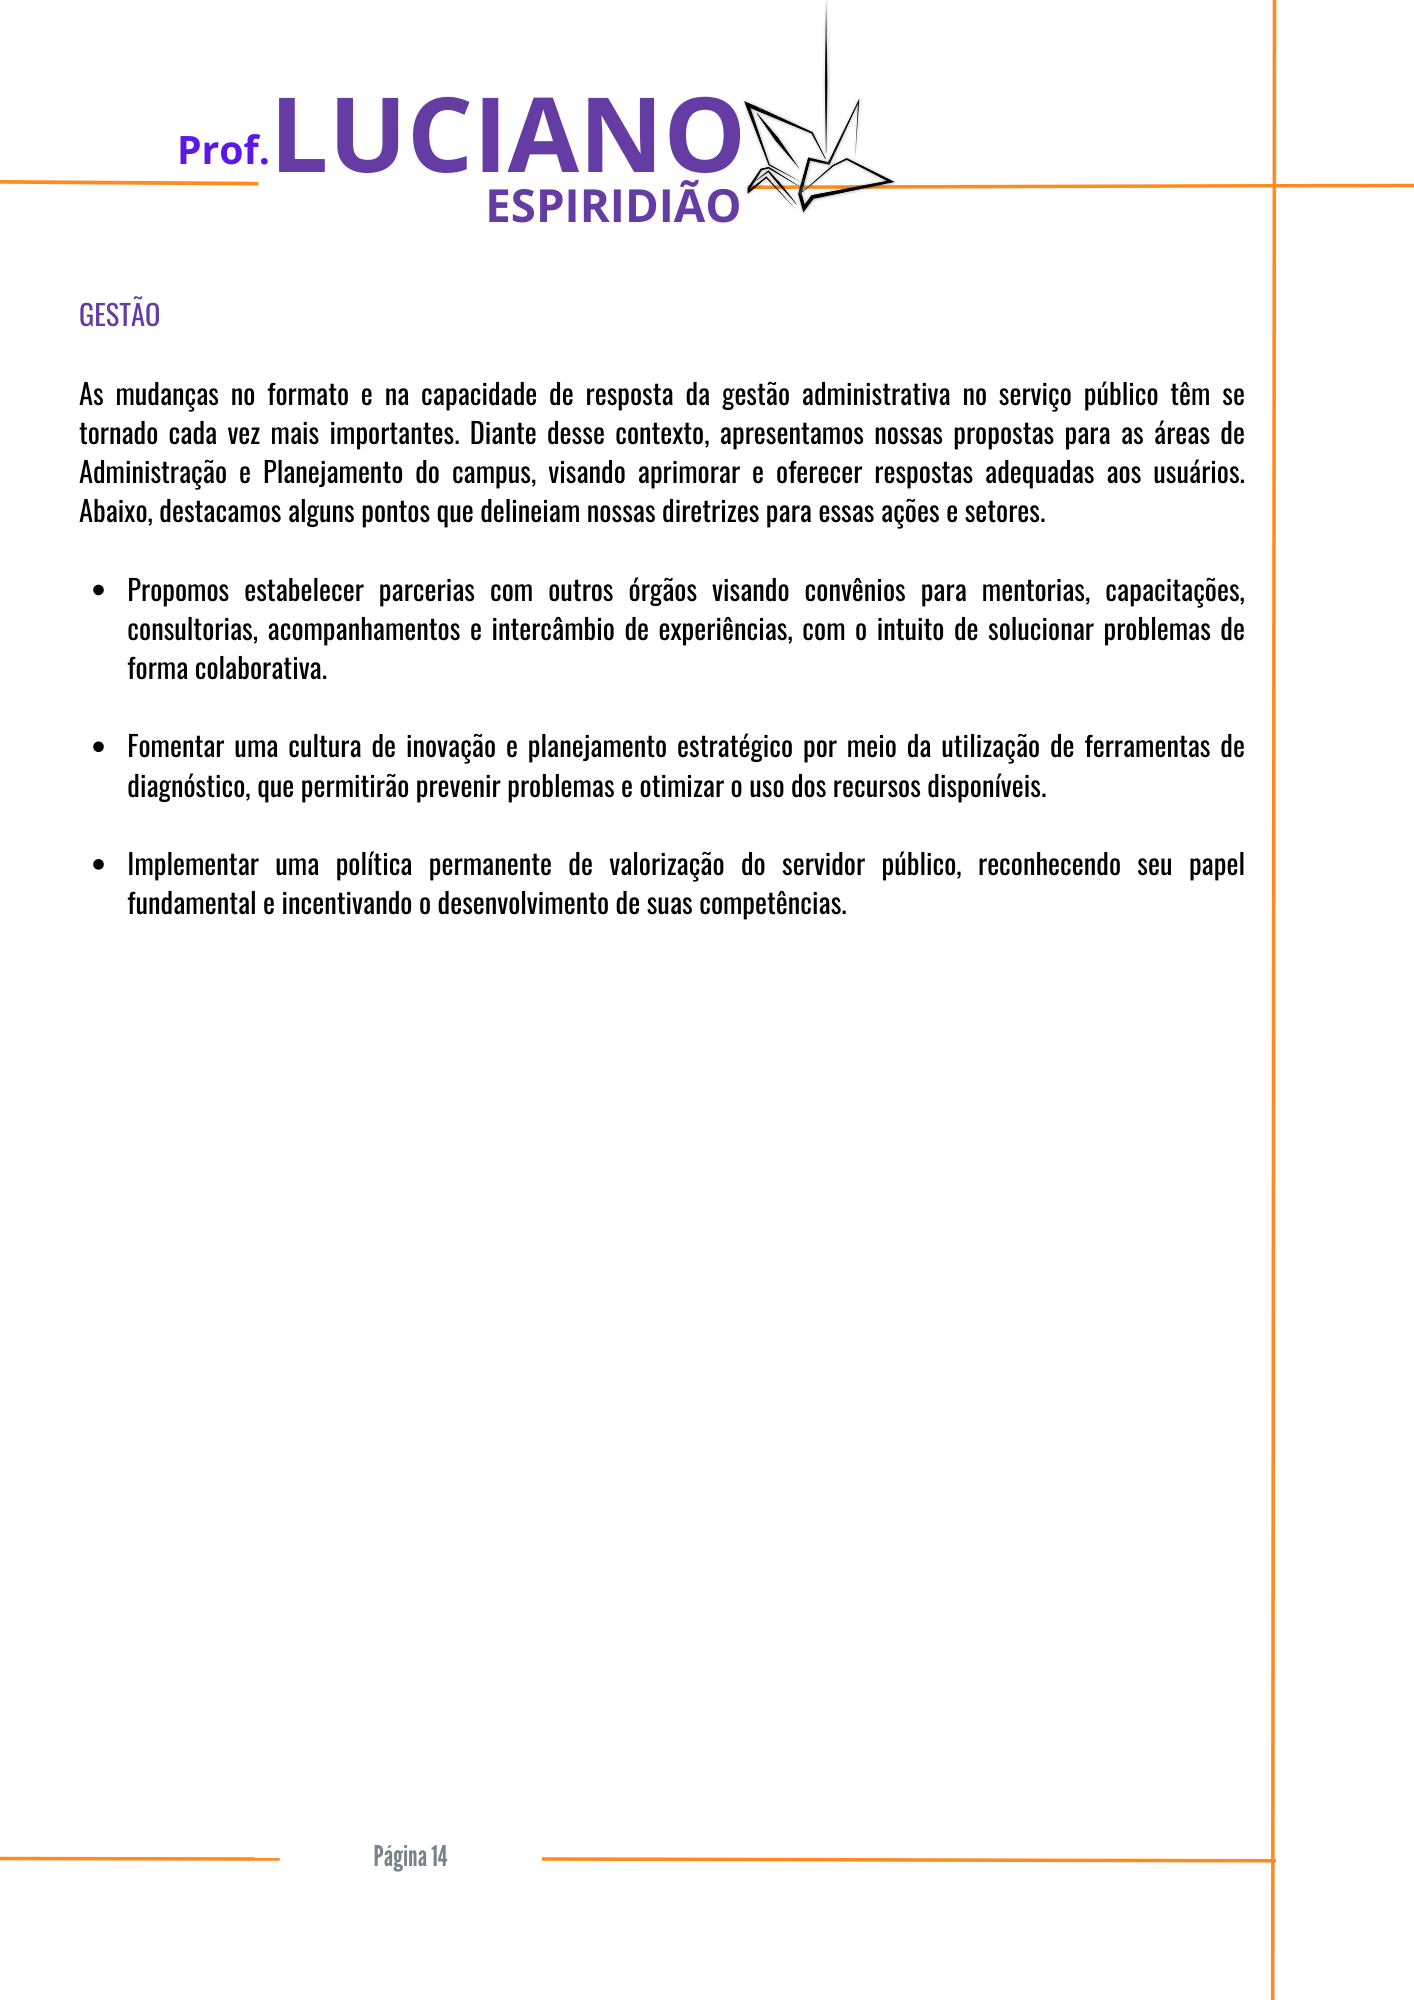 Prof. LUCIANO
ESPIRIDIÃO
GESTÃO
As mudanças no formato e na capacidade de resposta da gestão administrativa no serviço público têm se
tornado cada vez mais importantes. Diante desse contexto, apresentamos nossas propostas para as áreas de
Administração e Planejamento do campus, visando aprimorar e oferecer respostas adequadas aos usuários.
Abaixo, destacamos alguns pontos que delineiam nossas diretrizes para essas ações e setores.
• Propomos estabelecer parcerias com outros órgãos visando convênios para mentorias, capacitações,
consultorias, acompanhamentos e intercâmbio de experiências, com o intuito de solucionar problemas de
forma colaborativa.
• Fomentar uma cultura de inovação e planejamento estratégico por meio da utilização de ferramentas de
diagnóstico, que permitirão prevenir problemas e otimizar o uso dos recursos disponíveis.
• Implementar uma política permanente de valorização do servidor público, reconhecendo seu papel
fundamental e incentivando o desenvolvimento de suas competências.
Página 14